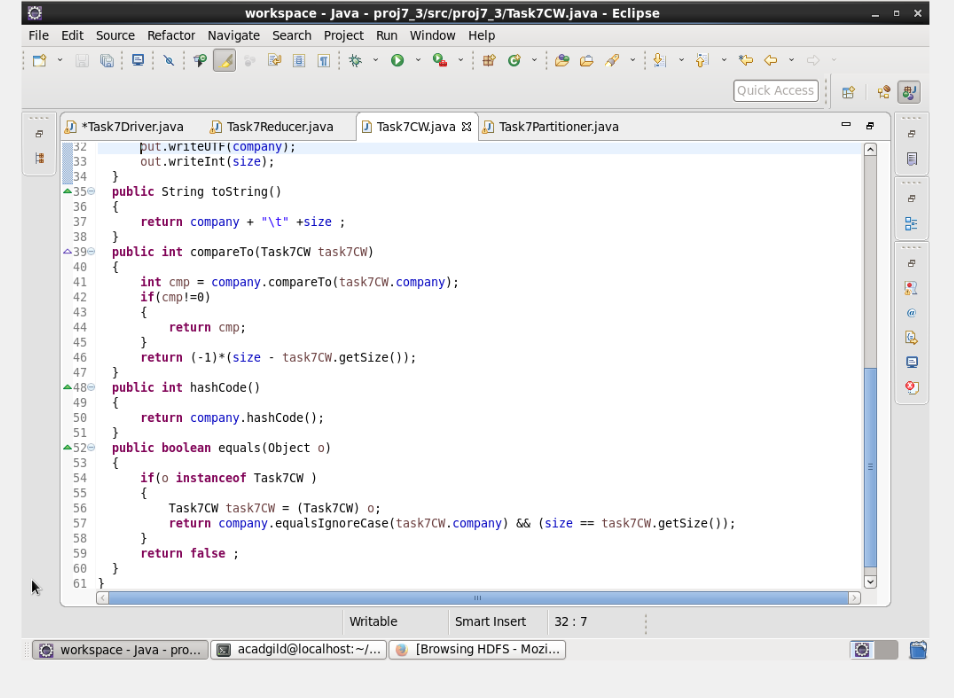 workspace - Java - proj7_3/src/proj7_3/Task7CW.java - Eclipse
File Edit Source Refactor Navigate Search Project Run Window Help
Quick Access
*Task7Driver.java Task7Reducer.java Task7CW.java Task7Partitioner.java
32 out.writeUTF(company);
33 out.writeInt(size);
34 }
35 public String toString()
36 {
37 return company + "\t" +size ;
38 }
39 public int compareTo(Task7CW task7CW)
40 {
41 int cmp = company.compareTo(task7CW.company);
42 if(cmp!=0)
43 {
44 return cmp;
45 }
46 return (-1)*(size - task7CW.getSize());
47 }
48 public int hashCode()
49 {
50 return company.hashCode();
51 }
52 public boolean equals(Object o)
53 {
54 if(o instanceof Task7CW )
55 {
56 Task7CW task7CW = (Task7CW) o;
57 return company.equalsIgnoreCase(task7CW.company) && (size == task7CW.getSize());
58 }
59 return false ;
60 }
61 }
Writable Smart Insert 32 : 7
workspace - Java - pro... acadgild@localhost:~/... [Browsing HDFS - Mozi...